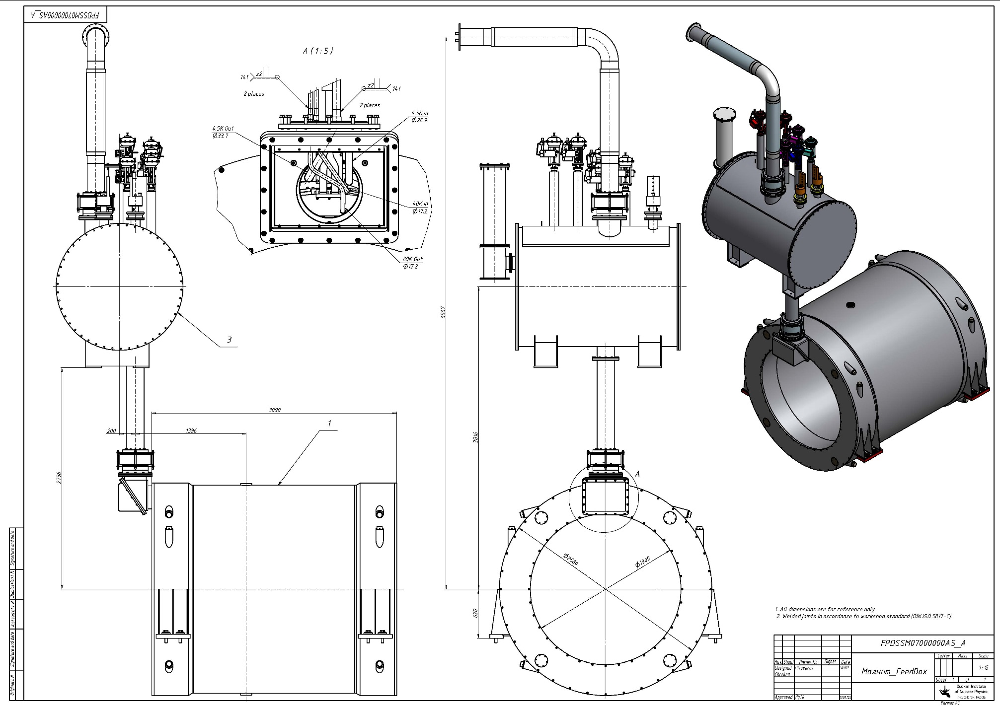 FPDSSM07000000AS_A
A (1:5)
141
z2
2 places
z2
141
2 places
4.5K In
Ø26.9
4.5K Out
Ø33.7
40K In
Ø17.2
80K Out
Ø17.2
3
6967
3816
2796
3090
200
1396
1
A
Ø2680
Ø1900
620
1. All dimensions are for reference only.
2. Welded joints in accordance to workshop standard (DIN ISO 5817-C).
Signature and date
Duplication I.N
Instead of I.N
Signature and date
Original I.N
FPDSSM07000000AS_A
Rev. Sheet Docum. No Signat Date
Designed Pivovarov
Checked
Approved Pyta
Магнит_FeedBox
Letter Mass Scale
1:15
Sheet 1 of 1
Budker Institute
of Nuclear Physics
Novosibirsk, Russia
Format A1